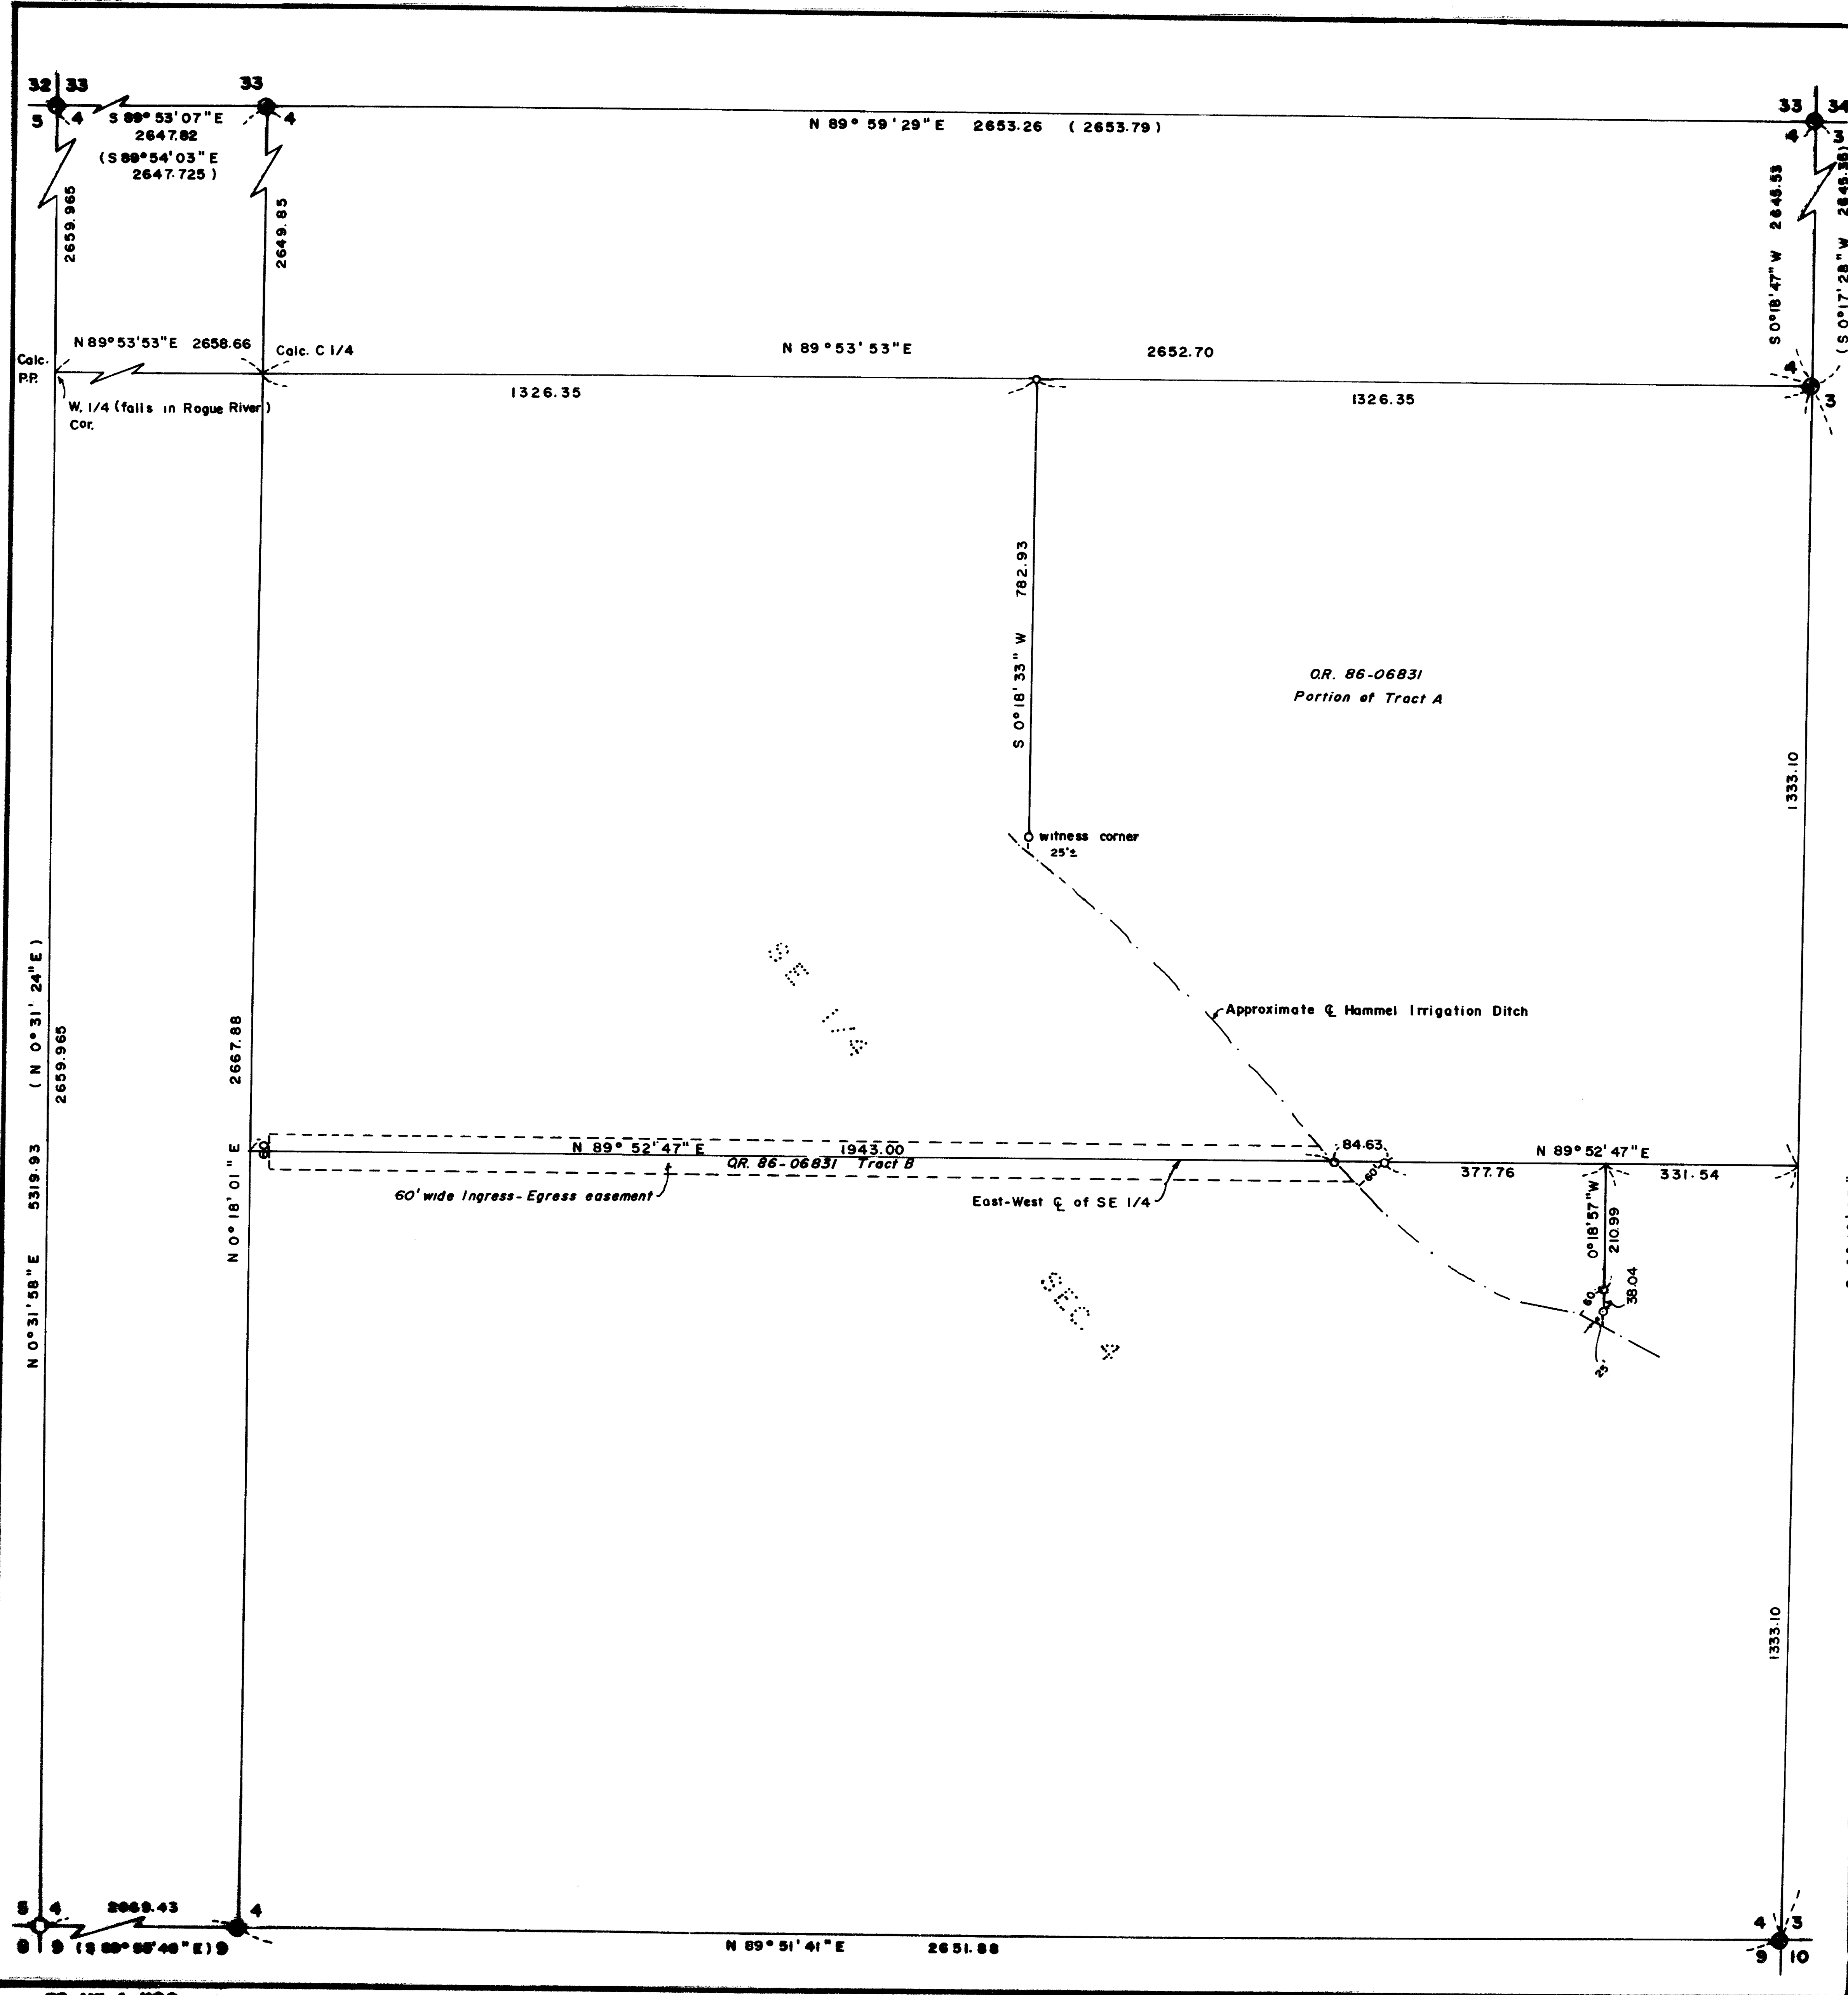 32 33
5 4
S 89° 53' 07" E
2647.82
(S 89° 54' 03" E
2647.725 )
33
4
N 89° 59' 29" E 2653.26 ( 2653.79 )
33 34
4 3
2659.965
2649.85
S 0° 18' 47" W 2645.53
(S 0° 17' 28" W
N 89° 53' 53" E 2658.66
Calc. C 1/4
N 89° 53' 53" E 2652.70
Calc.
P.P.
W. 1/4 (falls in Rogue River)
Cor.
1326.35
1326.35
4
3
S 0° 18' 33" W 782.93
O.R. 86-06831
Portion of Tract A
1333.10
witness corner
25'±
SE 1/4
Approximate ℄ Hammel Irrigation Ditch
N 0° 31' 58" E 5319.93 ( N 0° 31' 24" E )
2659.965
N 0° 18' 01" E 2667.88
60
N 89° 52' 47" E 1943.00
O.R. 86-06831 Tract B
60' wide Ingress-Egress easement
East-West ℄ of SE 1/4
84.63
60'
N 89° 52' 47" E
377.76
331.54
0° 18' 57" W
210.99
60
38.04
25'
SEC 4
1333.10
5 4
8 9
4
9
N 89° 51' 41" E 2651.88
4 3
9 10